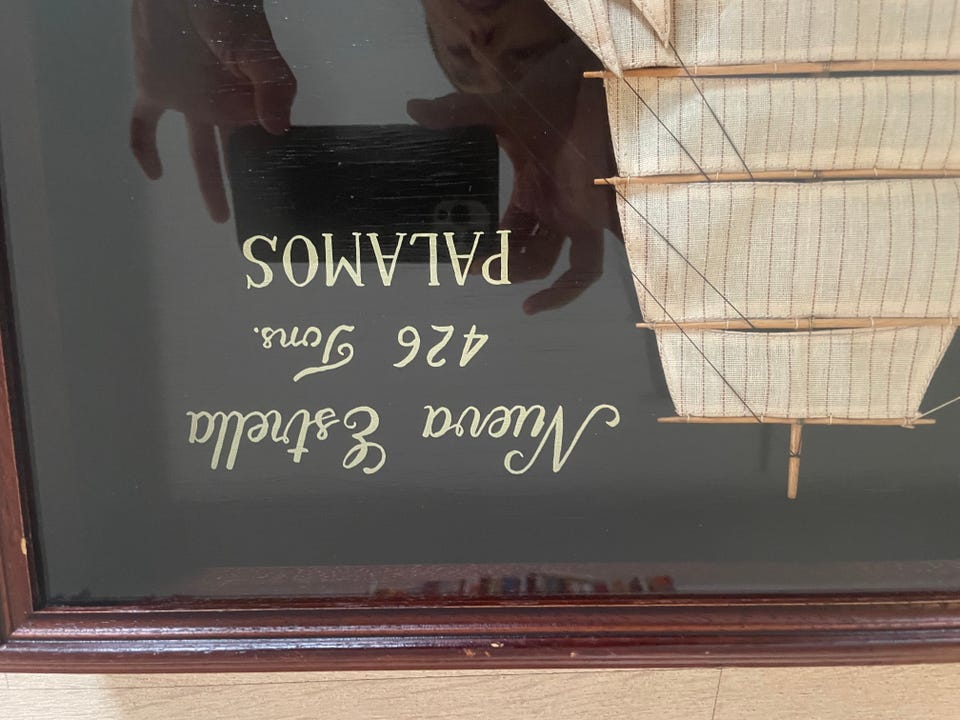 Nueva Estrella
426 Tons.
PALAMOS